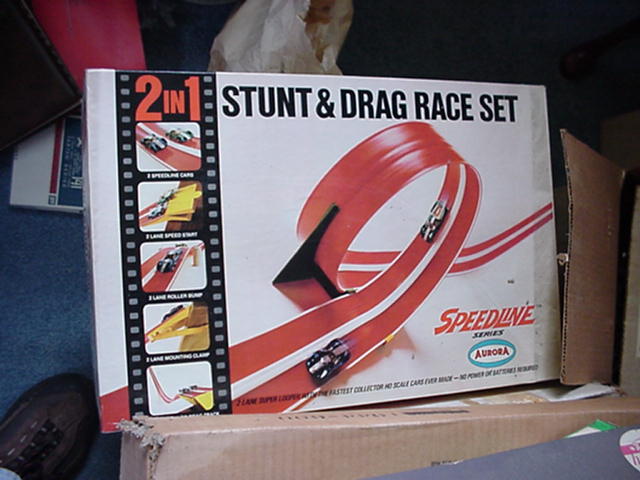 2 IN 1
STUNT & DRAG RACE SET
2 SPEEDLINE CARS
2 LANE SPEED START
2 LANE ROLLER BUMP
2 LANE MOUNTING CLAMP
SPEEDLINE
SERIES
AURORA
2 LANE SUPER LOOPER WITH THE FASTEST COLLECTOR HO SCALE CARS EVER MADE — NO POWER OR BATTERIES REQUIRED